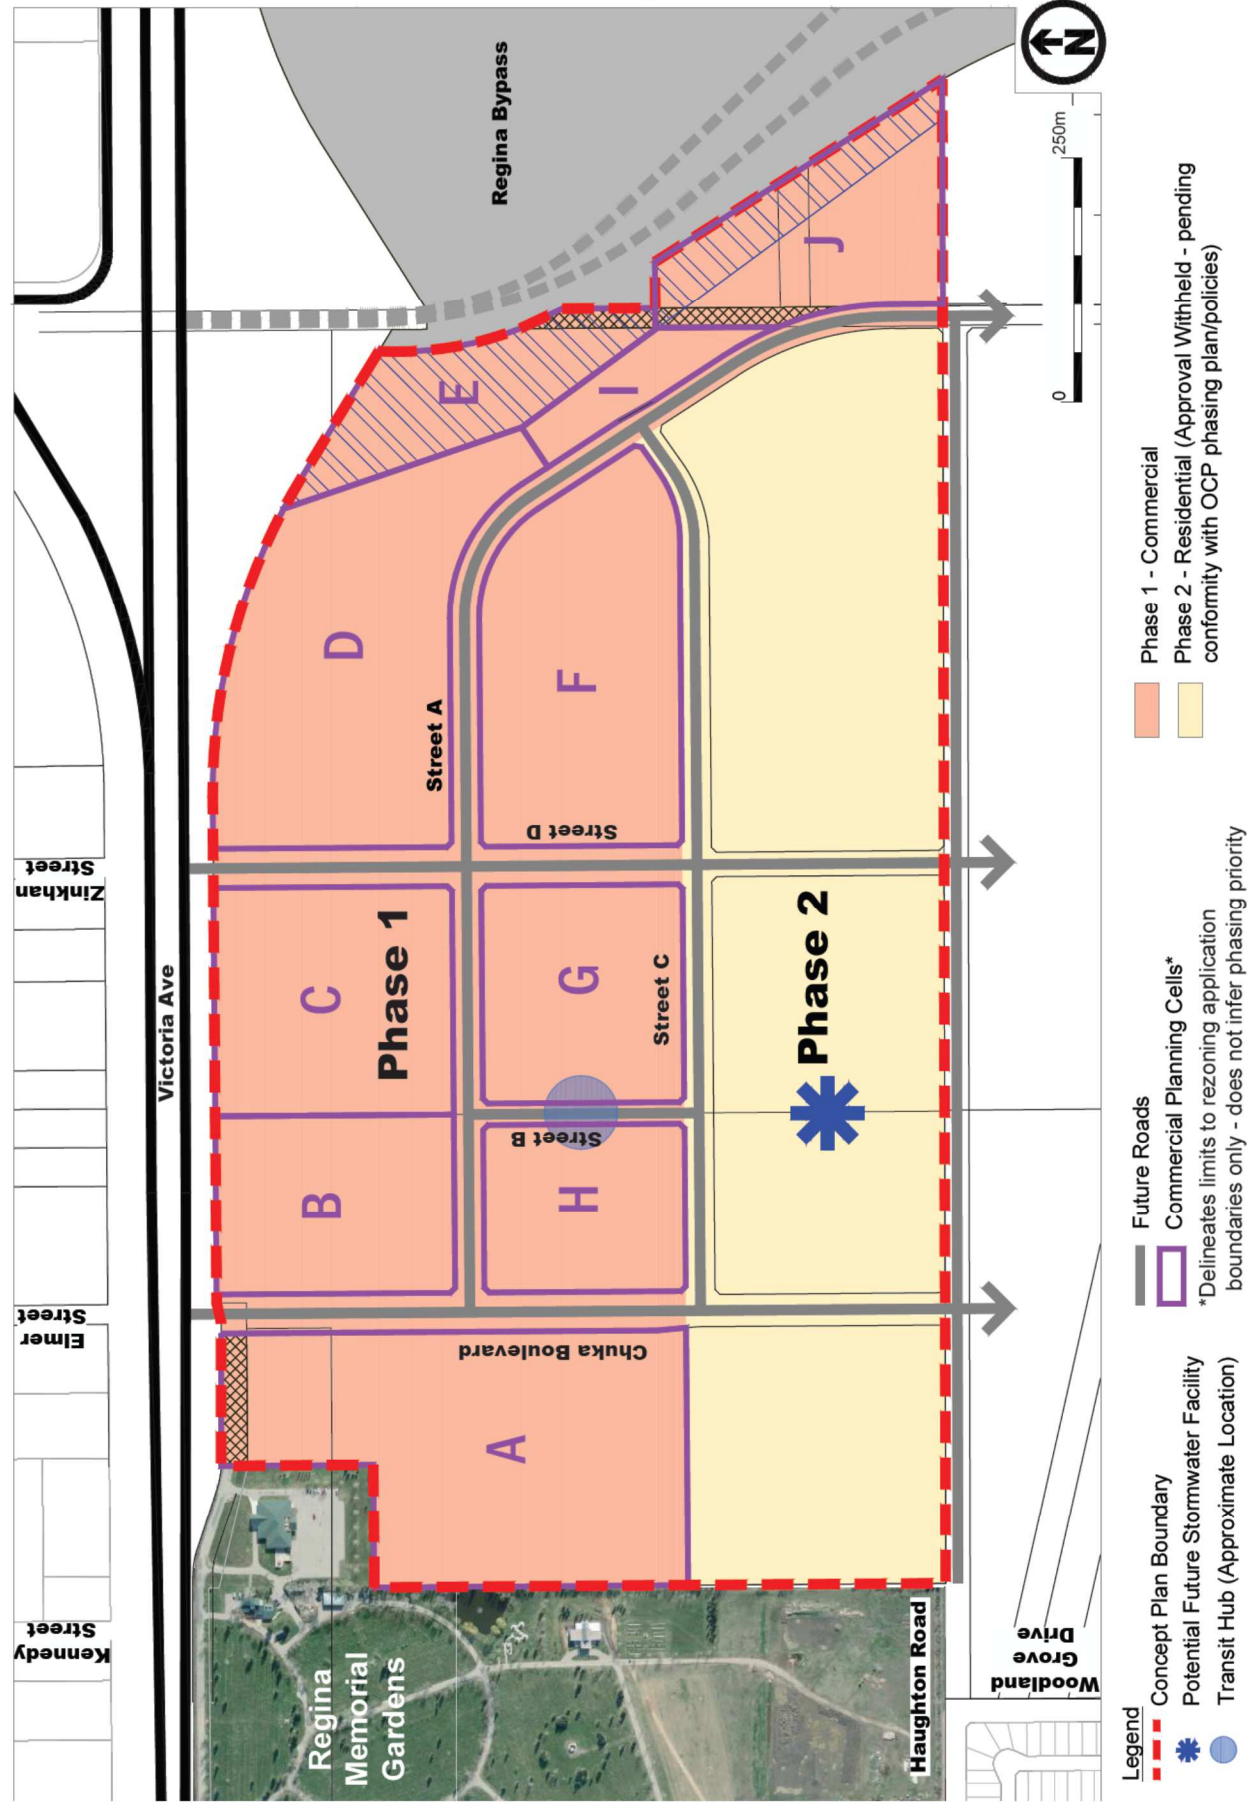 Kennedy
Street
Elmer
Street
Zinkhan
Street
Victoria Ave
Regina Bypass
Regina
Memorial
Gardens
A
B
C
D
E
F
G
H
I
J
Phase 1
Phase 2
Street A
Street B
Street C
Street D
Chuka Boulevard
Haughton Road
Woodland
Grove
Drive
N
0
250m
Legend
Concept Plan Boundary
Potential Future Stormwater Facility
Transit Hub (Approximate Location)
Future Roads
Commercial Planning Cells*
*Delineates limits to rezoning application
boundaries only - does not infer phasing priority
Phase 1 - Commercial
Phase 2 - Residential (Approval Withheld - pending
conformity with OCP phasing plan/policies)